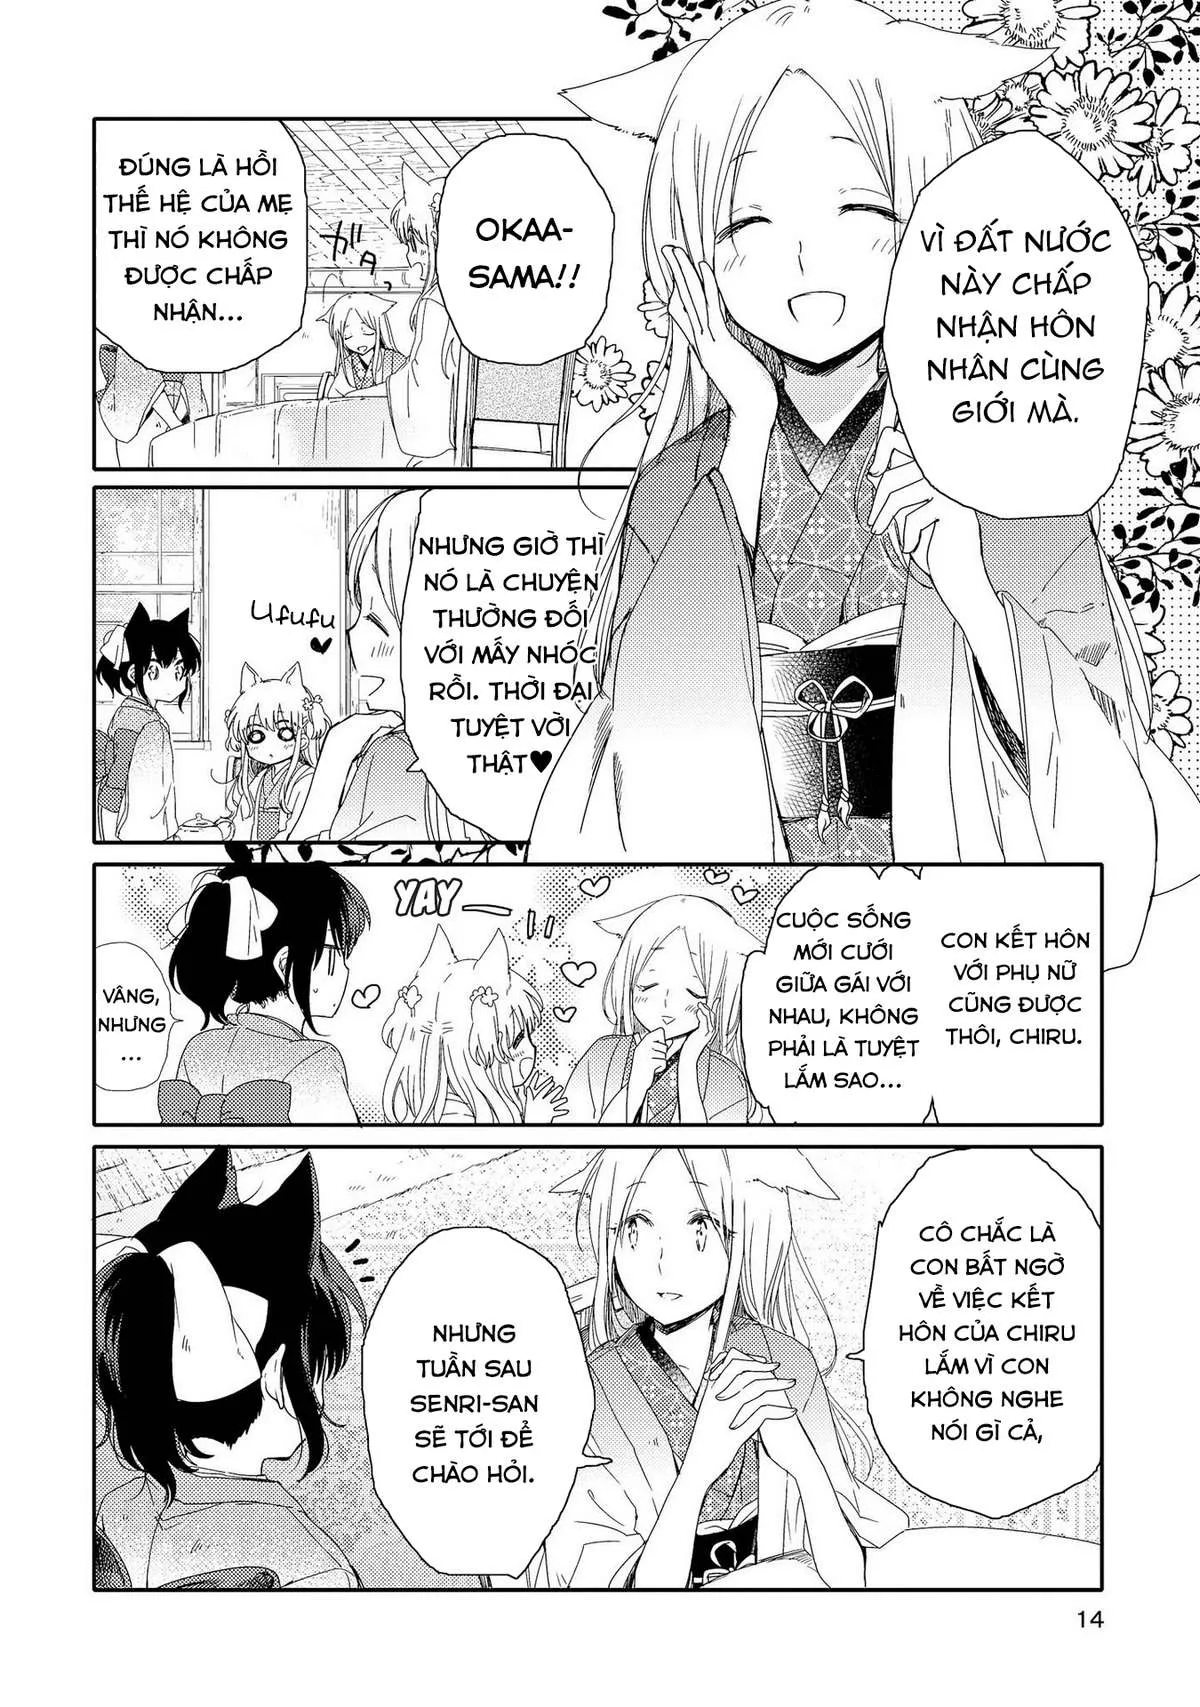 VÌ ĐẤT NƯỚC
NÀY CHẤP
NHẬN HÔN
NHÂN CÙNG
GIỚI MÀ.
OKAA-
SAMA!!
ĐÚNG LÀ HỒI
THẾ HỆ CỦA MẸ
THÌ NÓ KHÔNG
ĐƯỢC CHẤP
NHẬN...
ガタ
NHƯNG GIỜ THÌ
NÓ LÀ CHUYỆN
THƯỜNG ĐỐI
VỚI MẤY NHÓC
RỒI. THỜI ĐẠI
TUYỆT VỜI
THẬT♥
Ufufu
♥
CON KẾT HÔN
VỚI PHỤ NỮ
CŨNG ĐƯỢC
THÔI, CHIRU.
CUỘC SỐNG
MỚI CƯỚI
GIỮA GÁI VỚI
NHAU, KHÔNG
PHẢI LÀ TUYỆT
LẮM SAO...
YAY
VÂNG,
NHƯNG
...
CÔ CHẮC LÀ
CON BẤT NGỜ
VỀ VIỆC KẾT
HÔN CỦA CHIRU
LẮM VÌ CON
KHÔNG NGHE
NÓI GÌ CẢ,
NHƯNG
TUẦN SAU
SENRI-SAN
SẼ TỚI ĐỂ
CHÀO HỎI.
14